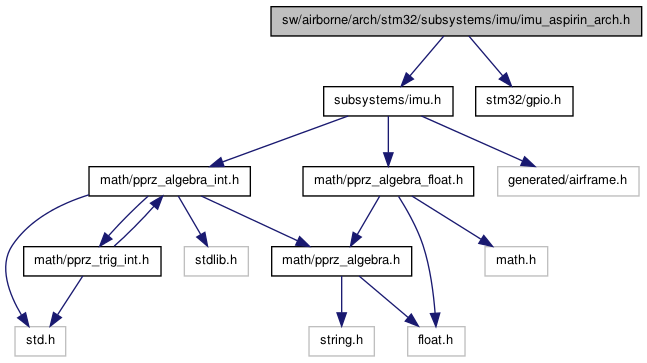 sw/airborne/arch/stm32/subsystems/imu/imu_aspirin_arch.h
subsystems/imu.h
stm32/gpio.h
math/pprz_algebra_int.h
math/pprz_algebra_float.h
generated/airframe.h
math/pprz_trig_int.h
stdlib.h
math/pprz_algebra.h
math.h
std.h
string.h
float.h